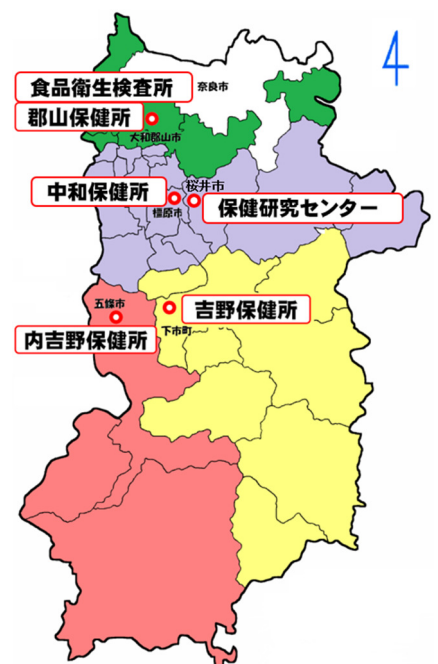 4
食品衛生検査所
奈良市
郡山保健所
大和郡山市
桜井市
中和保健所
橿原市
保健研究センター
五條市
吉野保健所
下市町
内吉野保健所